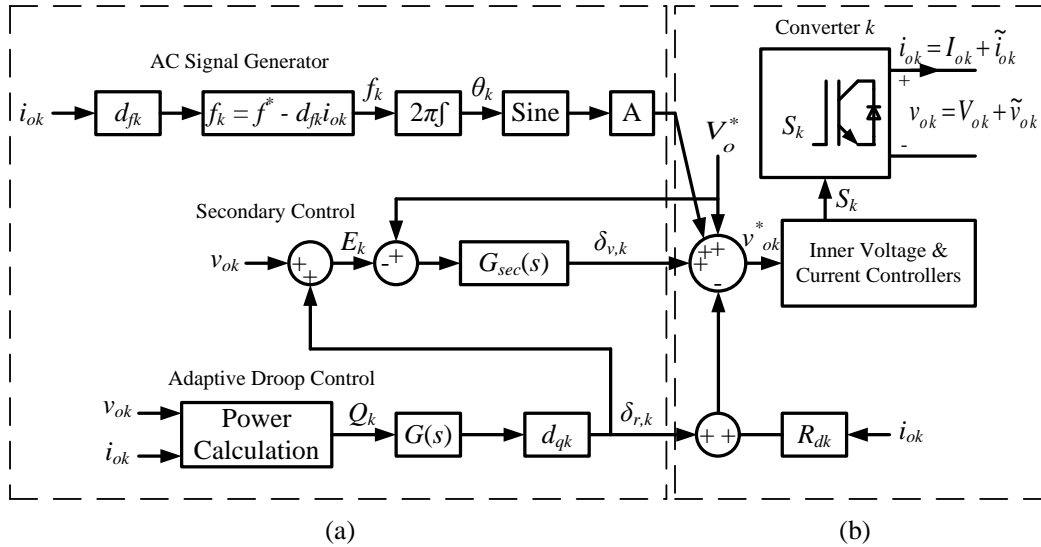 Converter k
i_ok = I_ok + ĩ_ok
+
v_ok = V_ok + ṽ_ok
-
S_k
S_k
AC Signal Generator
i_ok
d_fk
f_k = f* - d_fk i_ok
f_k
2π∫
θ_k
Sine
A
V_o*
Secondary Control
v_ok
+
+
E_k
- +
G_sec(s)
δ_v,k
+
+
+
+
-
v*_ok
Inner Voltage &
Current Controllers
Adaptive Droop Control
v_ok
i_ok
Power
Calculation
Q_k
G(s)
d_qk
δ_r,k
+ +
R_dk
i_ok
(a)
(b)